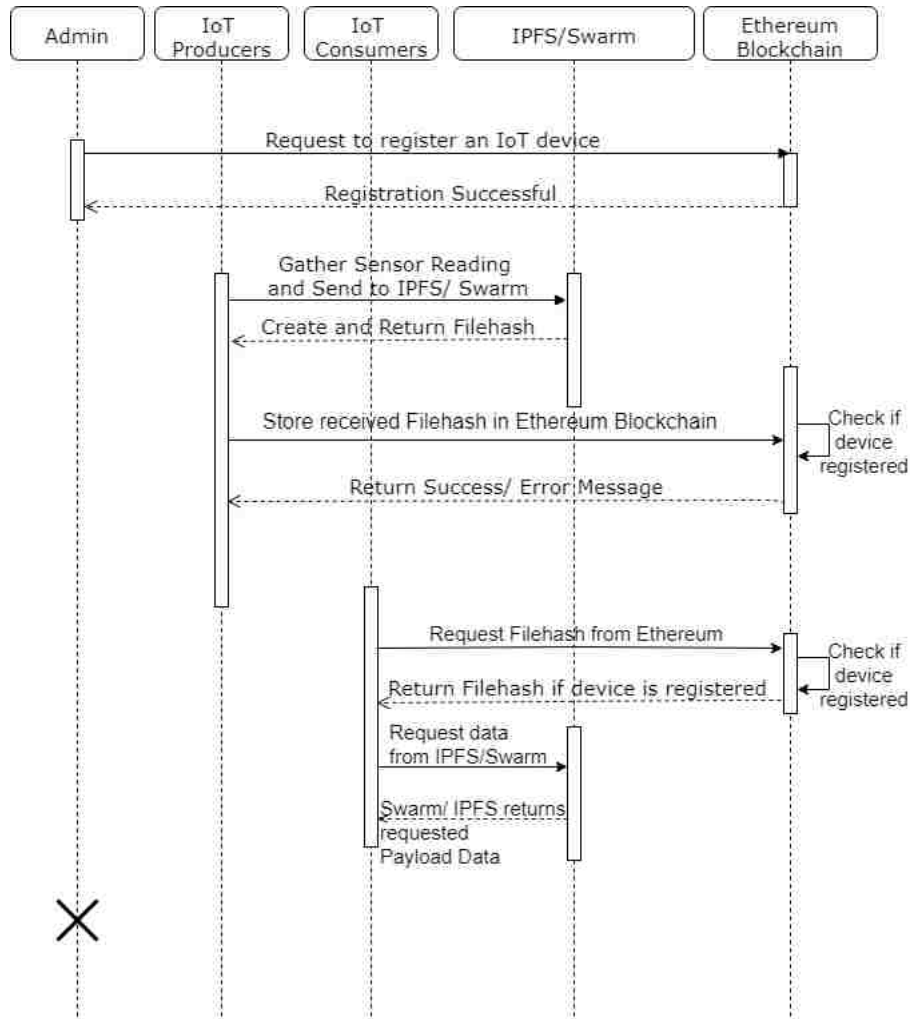 Admin
IoT
Producers
IoT
Consumers
IPFS/Swarm
Ethereum
Blockchain
Request to register an IoT device
Registration Successful
Gather Sensor Reading
and Send to IPFS/ Swarm
Create and Return Filehash
Store received Filehash in Ethereum Blockchain
Check if
device
registered
Return Success/ Error Message
Request Filehash from Ethereum
Check if
device
registered
Return Filehash if device is registered
Request data
from IPFS/Swarm
Swarm/ IPFS returns
requested
Payload Data